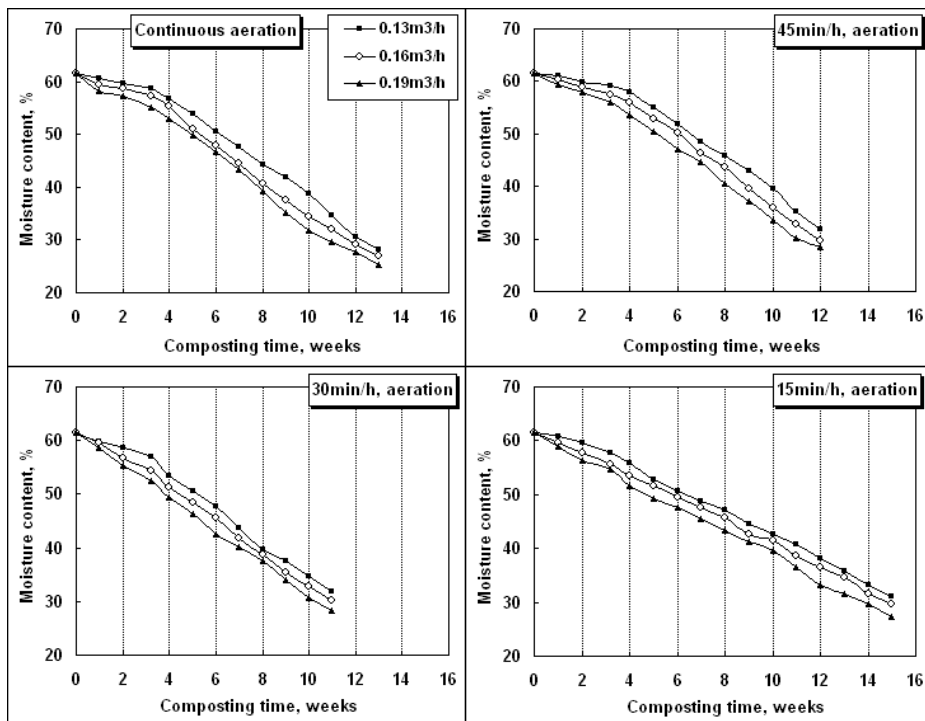 Continuous aeration
0.13m3/h
0.16m3/h
0.19m3/h
Moisture content, %
70
60
50
40
30
20
0 2 4 6 8 10 12 14 16
Composting time, weeks
45min/h, aeration
Moisture content, %
70
60
50
40
30
20
0 2 4 6 8 10 12 14 16
Composting time, weeks
30min/h, aeration
Moisture content, %
70
60
50
40
30
20
0 2 4 6 8 10 12 14 16
Composting time, weeks
15min/h, aeration
Moisture content, %
70
60
50
40
30
20
0 2 4 6 8 10 12 14 16
Composting time, weeks